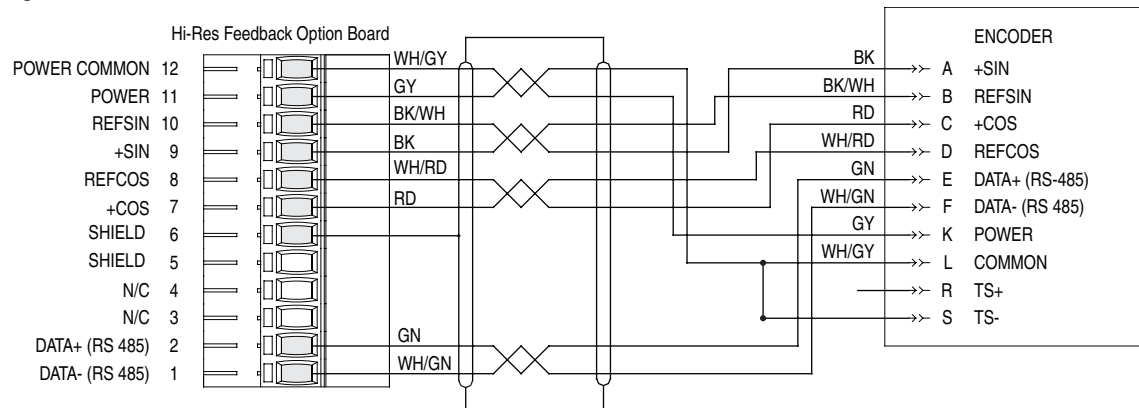 Hi-Res Feedback Option Board
POWER COMMON 12
POWER 11
REFSIN 10
+SIN 9
REFCOS 8
+COS 7
SHIELD 6
SHIELD 5
N/C 4
N/C 3
DATA+ (RS 485) 2
DATA- (RS 485) 1
WH/GY
GY
BK/WH
BK
WH/RD
RD
GN
WH/GN
ENCODER
BK A +SIN
BK/WH B REFSIN
RD C +COS
WH/RD D REFCOS
GN E DATA+ (RS-485)
WH/GN F DATA- (RS 485)
GY K POWER
WH/GY L COMMON
R TS+
S TS-